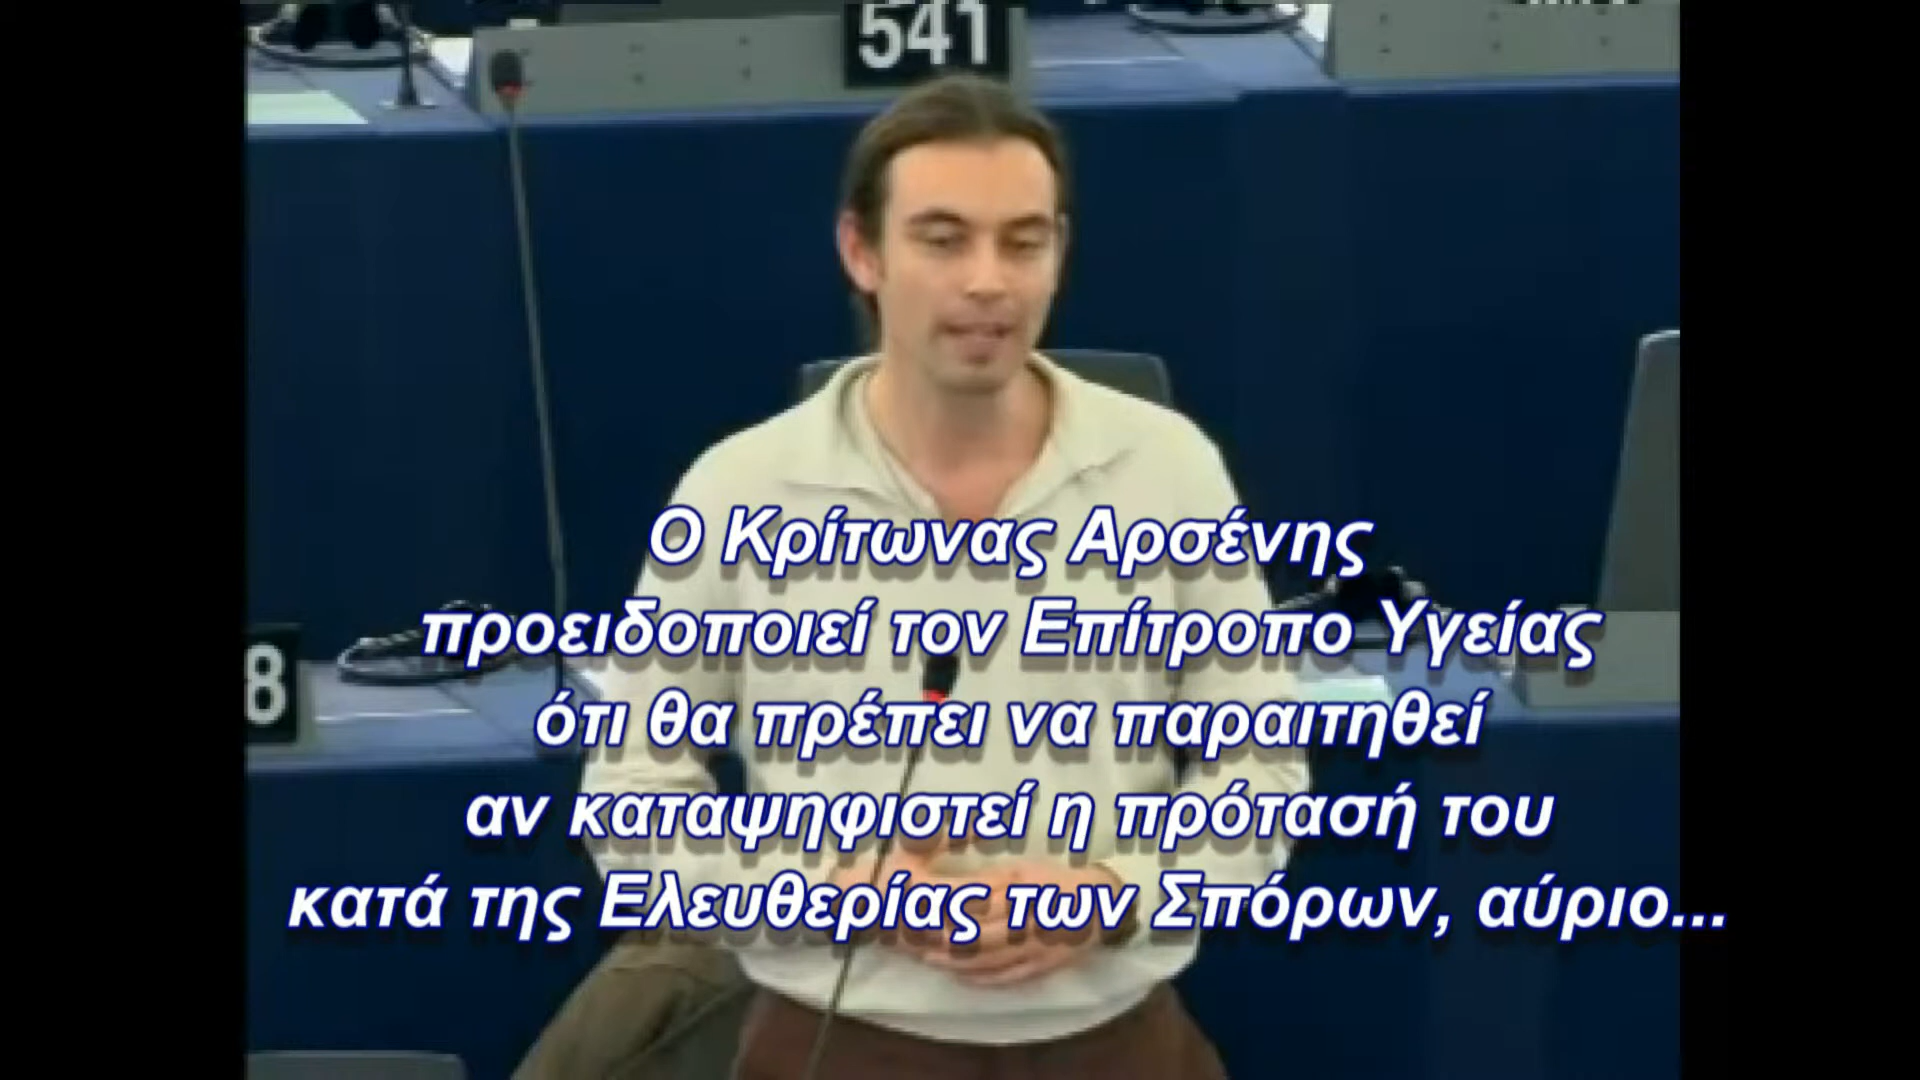 541
Ο Κρίτωνας Αρσένης
προειδοποιεί τον Επίτροπο Υγείας
8
ότι θα πρέπει να παραιτηθεί
αν καταψηφιστεί η πρότασή του
κατά της Ελευθερίας των Σπόρων, αύριο...